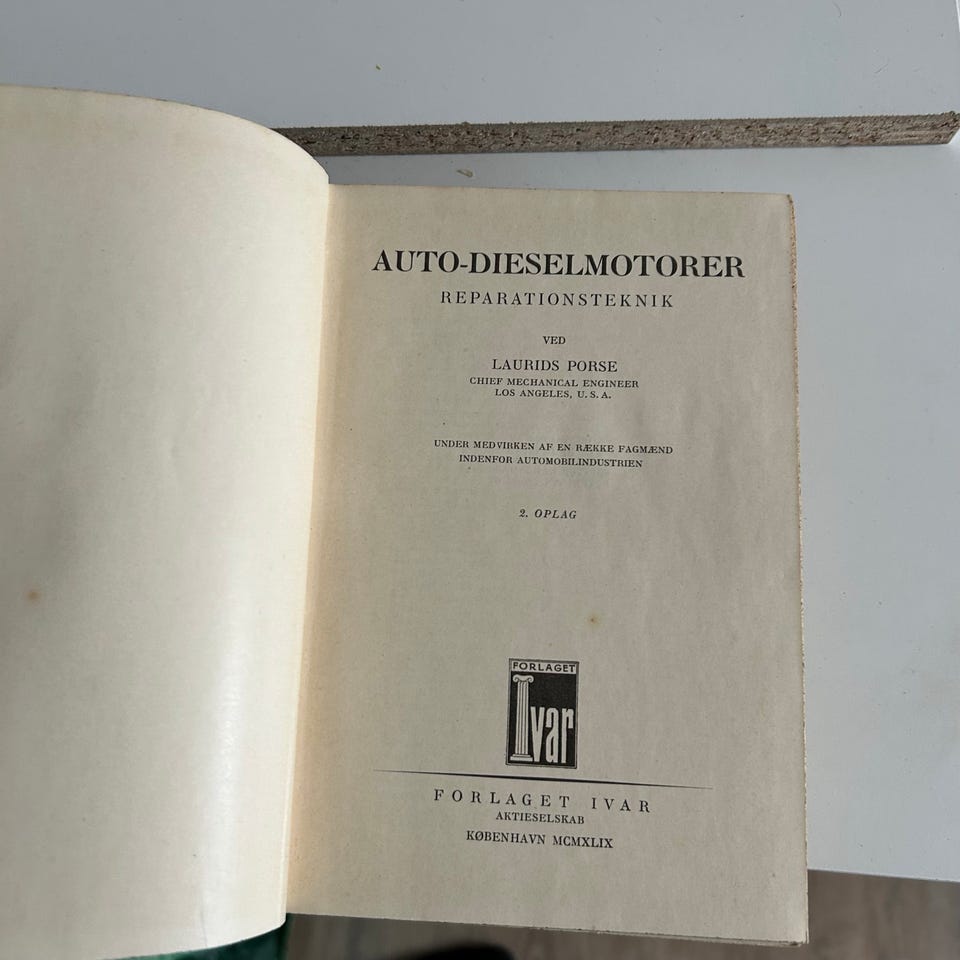 AUTO-DIESELMOTORER
REPARATIONSTEKNIK
VED
LAURIDS PORSE
CHIEF MECHANICAL ENGINEER
LOS ANGELES, U. S. A.
UNDER MEDVIRKEN AF EN RÆKKE FAGMÆND
INDENFOR AUTOMOBILINDUSTRIEN
2. OPLAG
FORLAGET
Ivar
FORLAGET IVAR
AKTIESELSKAB
KØBENHAVN MCMXLIX